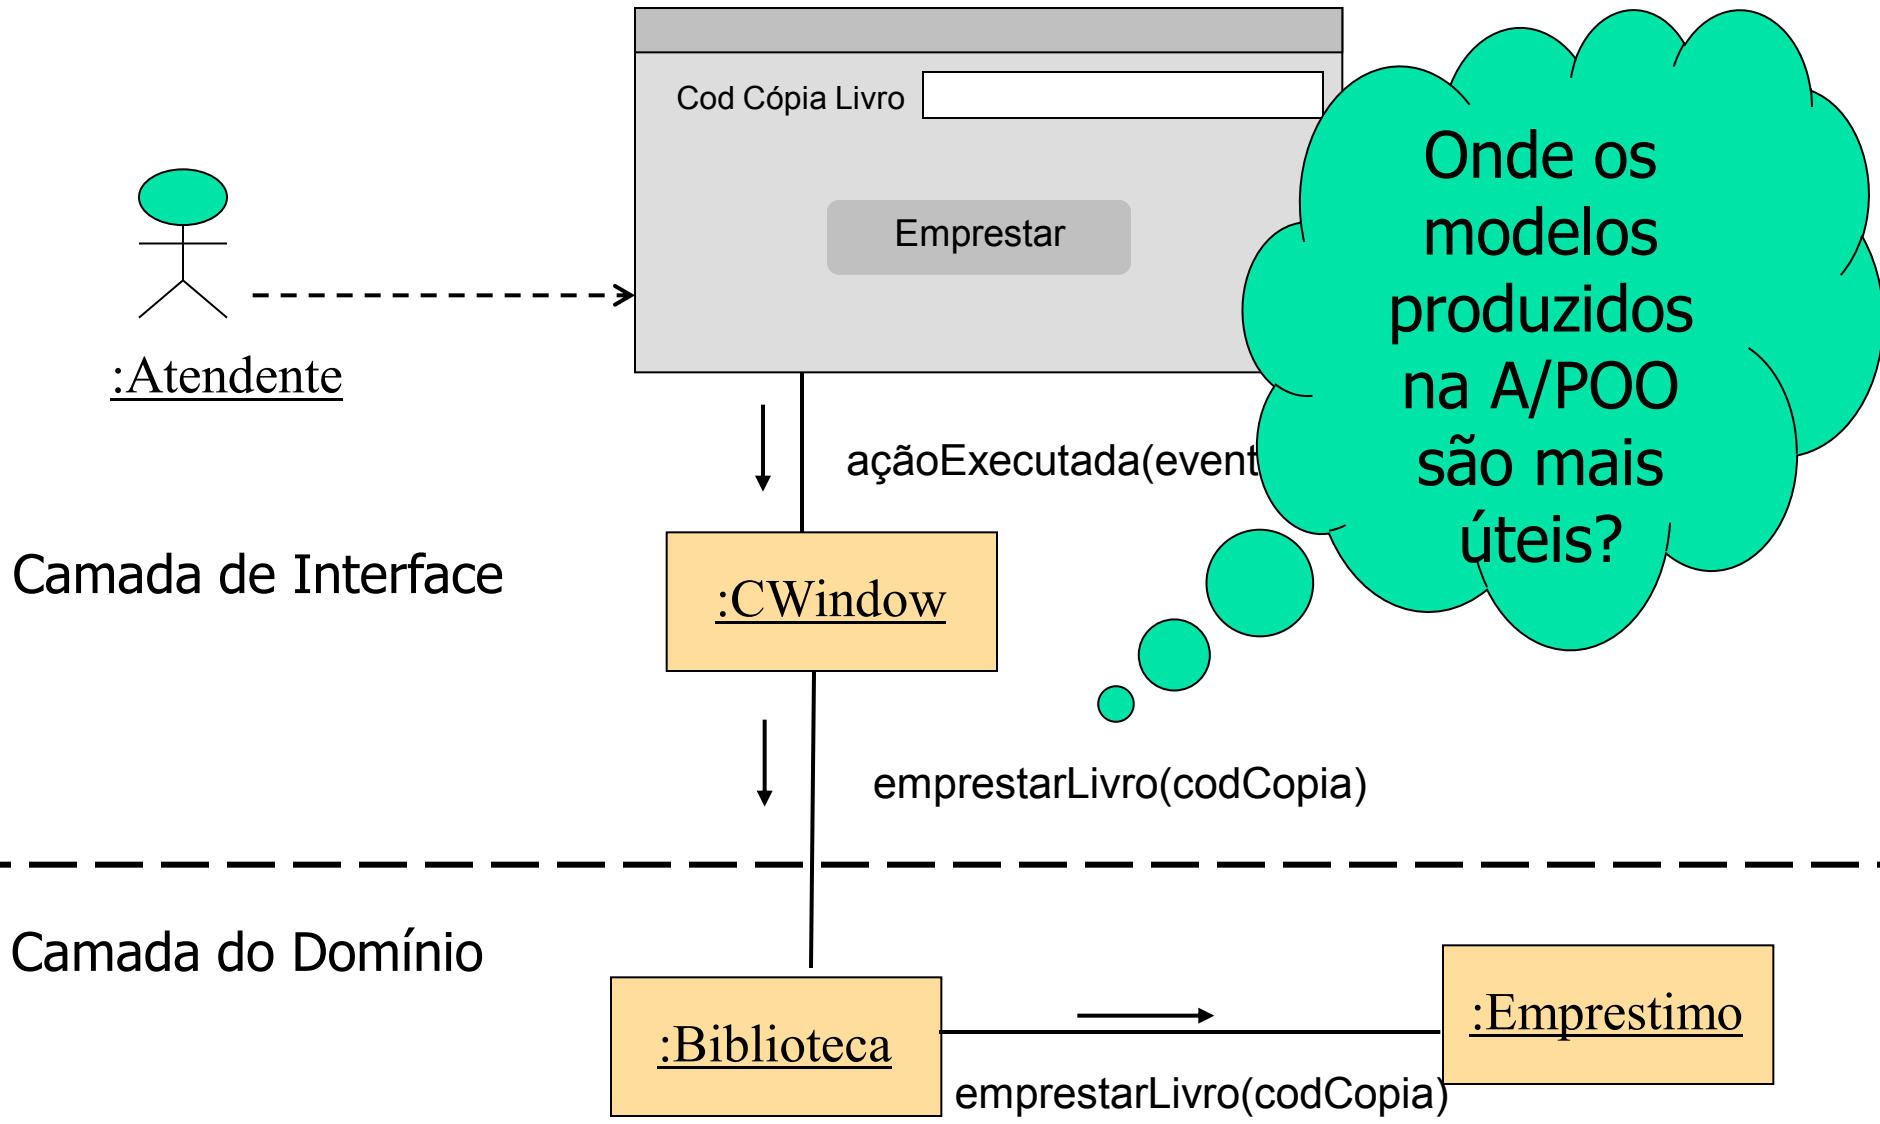 Cod Cópia Livro
Emprestar
Onde os
modelos
produzidos
na A/POO
são mais
úteis?
:Atendente
açãoExecutada(event
Camada de Interface
:CWindow
emprestarLivro(codCopia)
Camada do Domínio
:Biblioteca
:Emprestimo
emprestarLivro(codCopia)